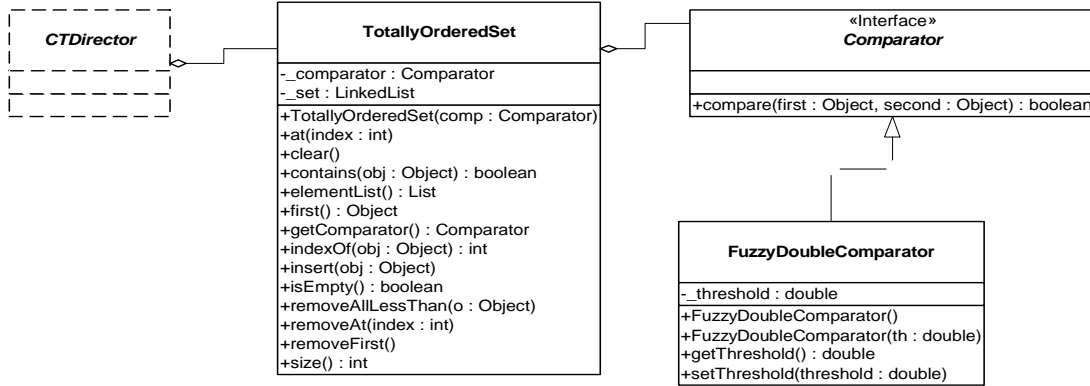 CTDirector
TotallyOrderedSet
-_comparator : Comparator
-_set : LinkedList
+TotallyOrderedSet(comp : Comparator)
+at(index : int)
+clear()
+contains(obj : Object) : boolean
+elementList() : List
+first() : Object
+getComparator() : Comparator
+indexOf(obj : Object) : int
+insert(obj : Object)
+isEmpty() : boolean
+removeAllLessThan(o : Object)
+removeAt(index : int)
+removeFirst()
+size() : int
«Interface»
Comparator
+compare(first : Object, second : Object) : boolean
FuzzyDoubleComparator
-_threshold : double
+FuzzyDoubleComparator()
+FuzzyDoubleComparator(th : double)
+getThreshold() : double
+setThreshold(threshold : double)